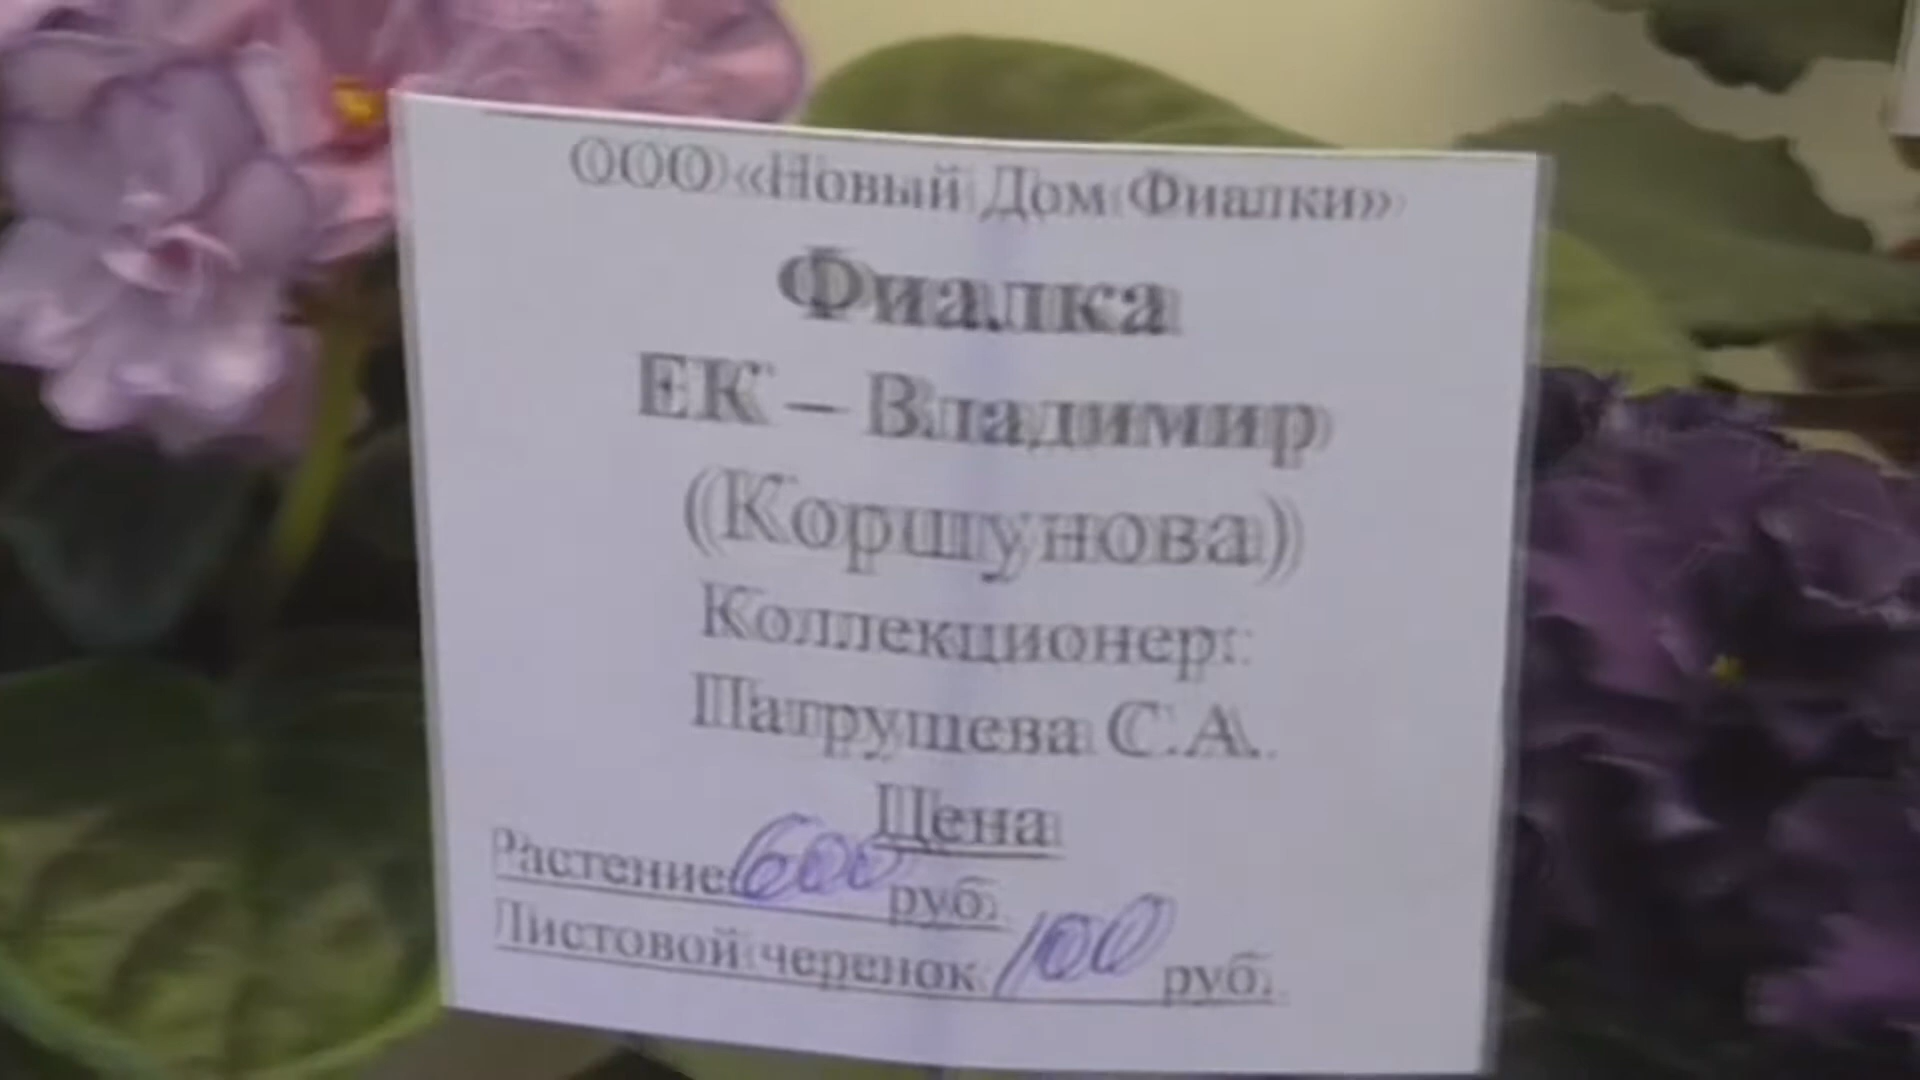 ООО «Новый Дом Фиалки»
Фиалка
ЕК – Владимир
(Коршунова)
Коллекционер:
Патрушева С.А.
Цена
Растение 600 руб.
Листовой черенок 100 руб.